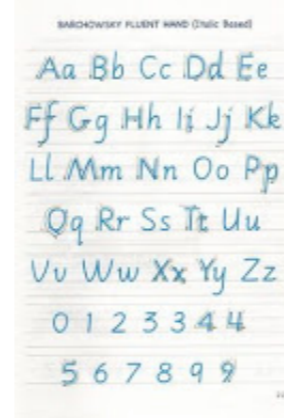 BARCHOWSKY FLUENT HAND (Italic Based)
Aa Bb Cc Dd Ee
Ff Gg Hh Ii Jj Kk
Ll Mm Nn Oo Pp
Qq Rr Ss Tt Uu
Vv Ww Xx Yy Zz
0 1 2 3 3 4 4
5 6 7 8 9 9